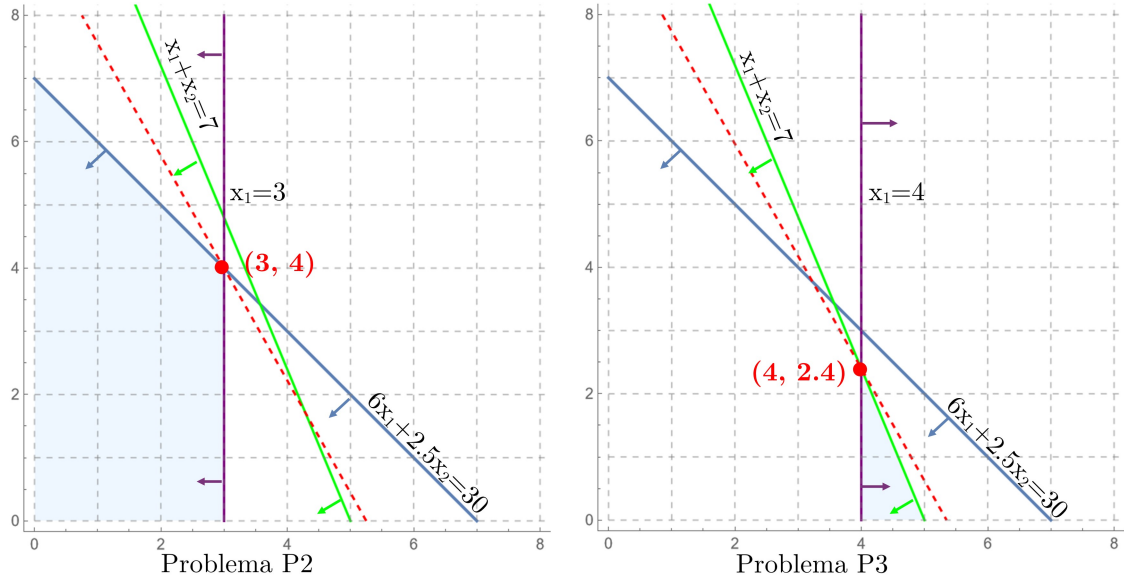 8
6
4
2
0
0
2
4
6
8
x₁+x₂=7
x₁=3
(3, 4)
6x₁+2.5x₂=30
Problema P2
8
6
4
2
0
0
2
4
6
8
x₁+x₂=7
x₁=4
(4, 2.4)
6x₁+2.5x₂=30
Problema P3